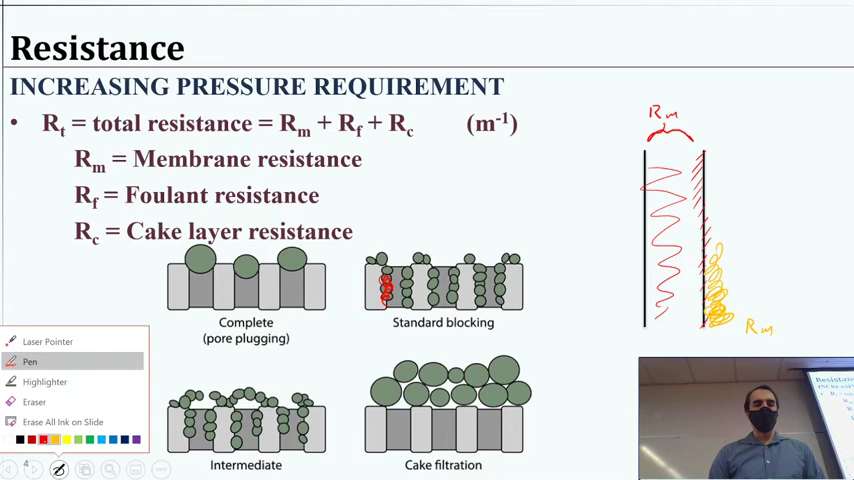 Resistance
INCREASING PRESSURE REQUIREMENT
• Rt = total resistance = Rm + Rf + Rc (m-1)
Rm = Membrane resistance
Rf = Foulant resistance
Rc = Cake layer resistance
Rm
Complete
(pore plugging)
Standard blocking
Rm
Laser Pointer
Pen
Highlighter
Eraser
Erase All Ink on Slide
4
Intermediate
Cake filtration
Resistance